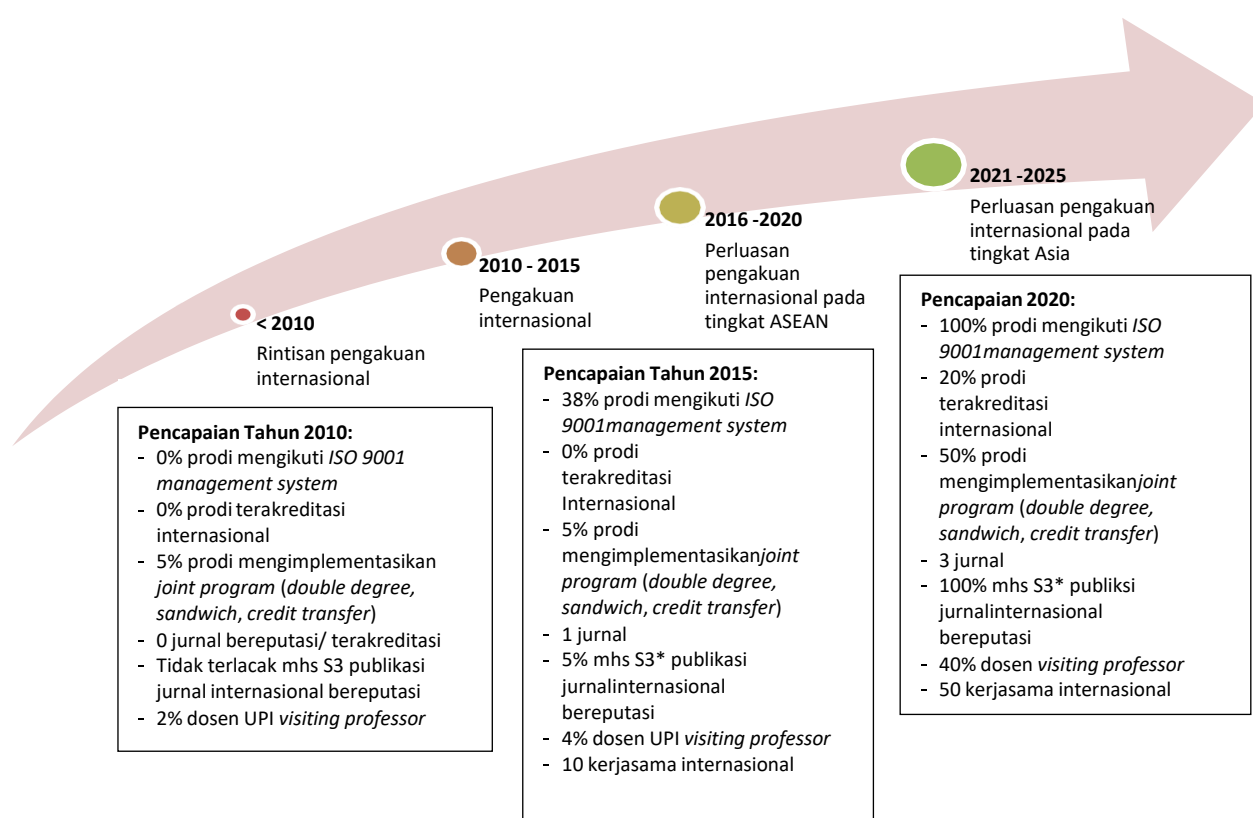 < 2010
Rintisan pengakuan
internasional
Pencapaian Tahun 2010:
- 0% prodi mengikuti ISO 9001
management system
- 0% prodi terakreditasi
internasional
- 5% prodi mengimplementasikan
joint program (double degree,
sandwich, credit transfer)
- 0 jurnal bereputasi/ terakreditasi
- Tidak terlacak mhs S3 publikasi
jurnal internasional bereputasi
- 2% dosen UPI visiting professor
2010 - 2015
Pengakuan
internasional
2016 -2020
Perluasan
pengakuan
internasional pada
tingkat ASEAN
Pencapaian Tahun 2015:
- 38% prodi mengikuti ISO
9001management system
- 0% prodi
terakreditasi
Internasional
- 5% prodi
mengimplementasikanjoint
program (double degree,
sandwich, credit transfer)
- 1 jurnal
- 5% mhs S3* publikasi
jurnalinternasional
bereputasi
- 4% dosen UPI visiting professor
- 10 kerjasama internasional
2021 -2025
Perluasan pengakuan
internasional pada
tingkat Asia
Pencapaian 2020:
- 100% prodi mengikuti ISO
9001management system
- 20% prodi
terakreditasi
internasional
- 50% prodi
mengimplementasikanjoint
program (double degree,
sandwich, credit transfer)
- 3 jurnal
- 100% mhs S3* publiksi
jurnalinternasional
bereputasi
- 40% dosen visiting professor
- 50 kerjasama internasional